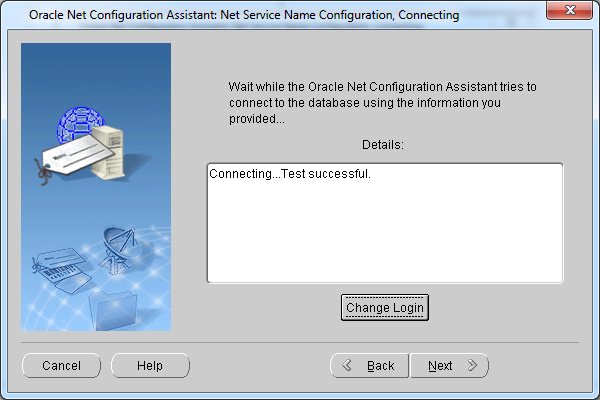 Oracle Net Configuration Assistant: Net Service Name Configuration, Connecting
Wait while the Oracle Net Configuration Assistant tries to
connect to the database using the information you
provided...
Details:
Connecting...Test successful.
Change Login
Cancel
Help
Back
Next